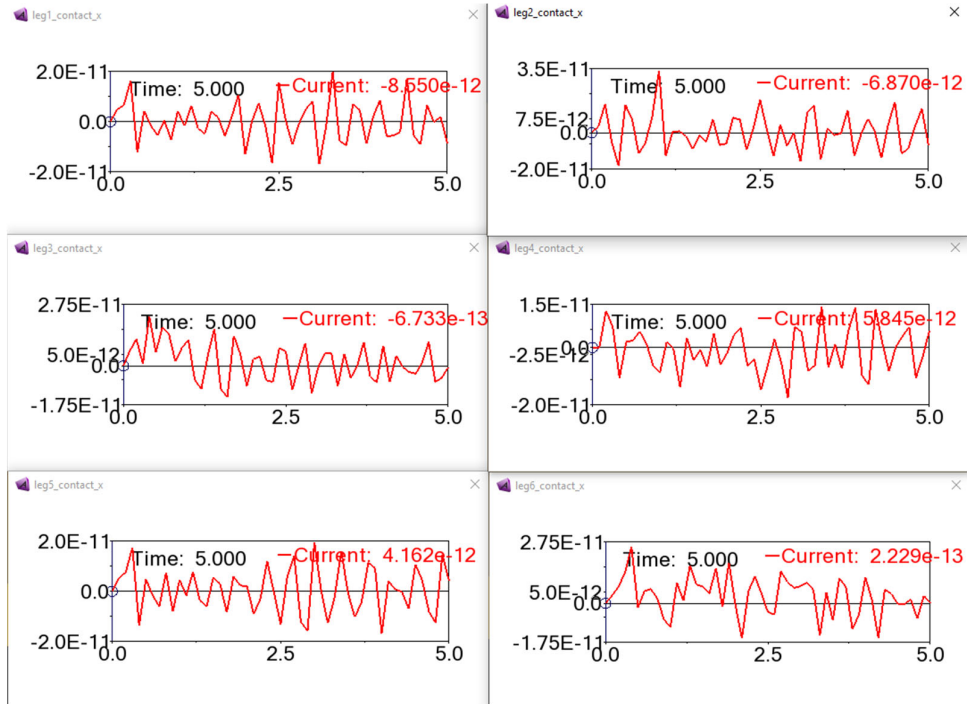 leg1_contact_x
2.0E-11
Time: 5.000
Current: -8.550e-12
0.0
-2.0E-11
0.0 2.5 5.0
leg2_contact_x
3.5E-11
Time: 5.000
Current: -6.870e-12
7.5E-12
0.0
-2.0E-11
0.0 2.5 5.0
leg3_contact_x
2.75E-11
Time: 5.000
Current: -6.733e-13
5.0E-12
0.0
-1.75E-11
0.0 2.5 5.0
leg4_contact_x
1.5E-11
Time: 5.000
Current: 5.845e-12
0.0
-2.5E-12
-2.0E-11
0.0 2.5 5.0
leg5_contact_x
2.0E-11
Time: 5.000
Current: 4.162e-12
0.0
-2.0E-11
0.0 2.5 5.0
leg6_contact_x
2.75E-11
Time: 5.000
Current: 2.229e-13
5.0E-12
0.0
-1.75E-11
0.0 2.5 5.0